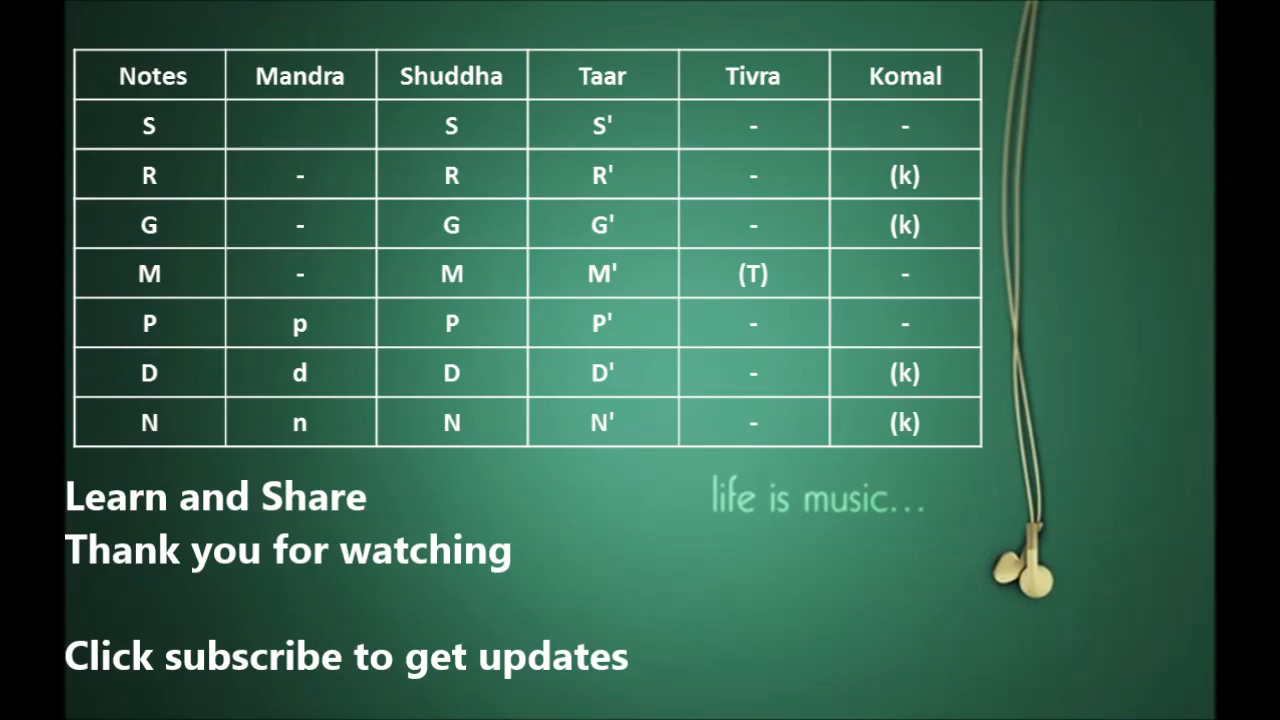 Notes Mandra Shuddha Taar Tivra Komal
S S S' - -
R - R R' - (k)
G - G G' - (k)
M - M M' (T) -
P p P P' - -
D d D D' - (k)
N n N N' - (k)
Learn and Share
life is music...
Thank you for watching
Click subscribe to get updates